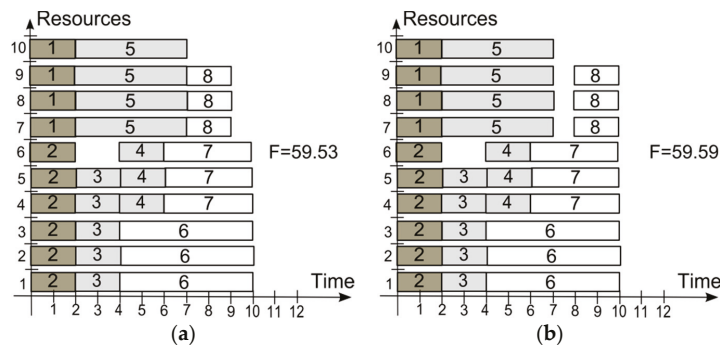 Resources
10 1 5
9 1 5 8
8 1 5 8
7 1 5 8
6 2 4 7 F=59.53
5 2 3 4 7
4 2 3 4 7
3 2 3 6
2 2 3 6
1 2 3 6 Time
1 2 3 4 5 6 7 8 9 10 11 12
(a)
Resources
10 1 5
9 1 5 8
8 1 5 8
7 1 5 8
6 2 4 7 F=59.59
5 2 3 4 7
4 2 3 4 7
3 2 3 6
2 2 3 6
1 2 3 6 Time
1 2 3 4 5 6 7 8 9 10 11 12
(b)